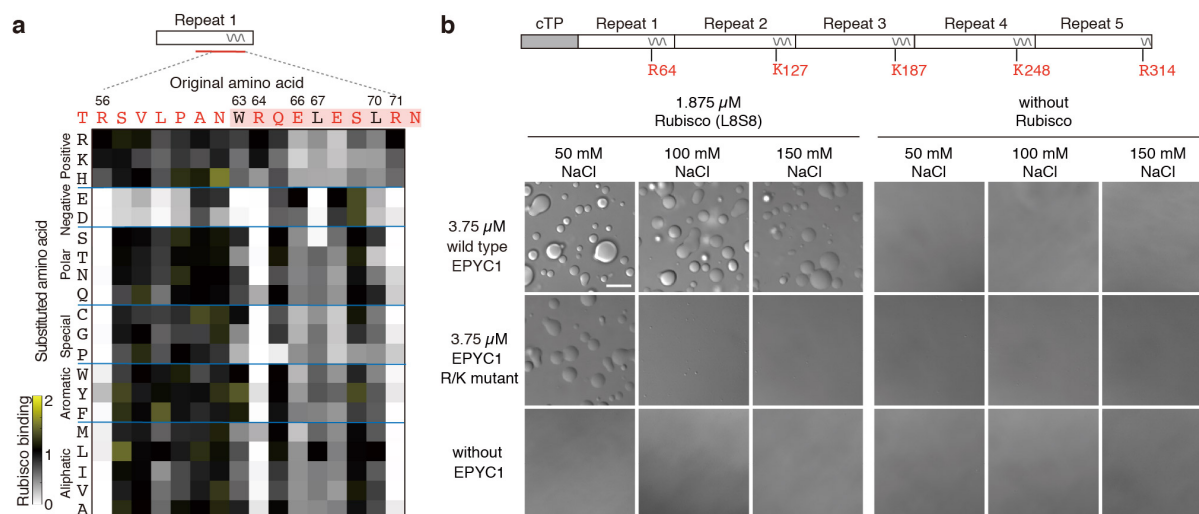 a
Repeat 1
Original amino acid
56 63 64 66 67 70 71
T R S V L P A N W R Q E L E S L R N
Substituted amino acid
Positive
R
K
H
Negative
E
D
Polar
S
T
N
Q
Special
C
G
P
Aromatic
W
Y
F
Aliphatic
M
L
I
V
A
Rubisco binding
2
1
0
b
cTP Repeat 1 Repeat 2 Repeat 3 Repeat 4 Repeat 5
R64 K127 K187 K248 R314
1.875 µM
Rubisco (L8S8)
without
Rubisco
50 mM
NaCl
100 mM
NaCl
150 mM
NaCl
50 mM
NaCl
100 mM
NaCl
150 mM
NaCl
3.75 µM
wild type
EPYC1
3.75 µM
EPYC1
R/K mutant
without
EPYC1